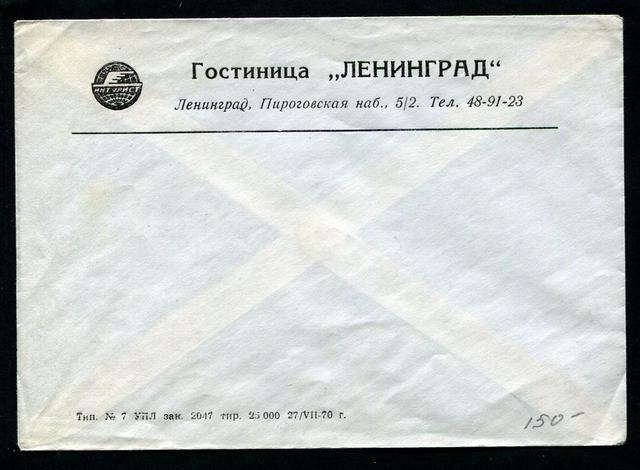 Гостиница „ЛЕНИНГРАД“
ИНТУРИСТ
Ленинград, Пироговская наб., 5/2. Тел. 48-91-23
Тип. № 7 УПЛ зак. 2047 тир. 25 000 27/VII-70 г.
150-